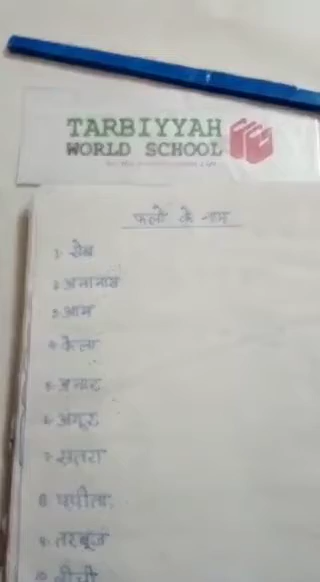 TARBIYYAH
WORLD SCHOOL
फलो के नाम
1. सेब
2. अनानास
3. आम
4. केला
5. अनार
6. अंगूर
7. संतरा
8. पपीता
9. तरबूज
10. लीची